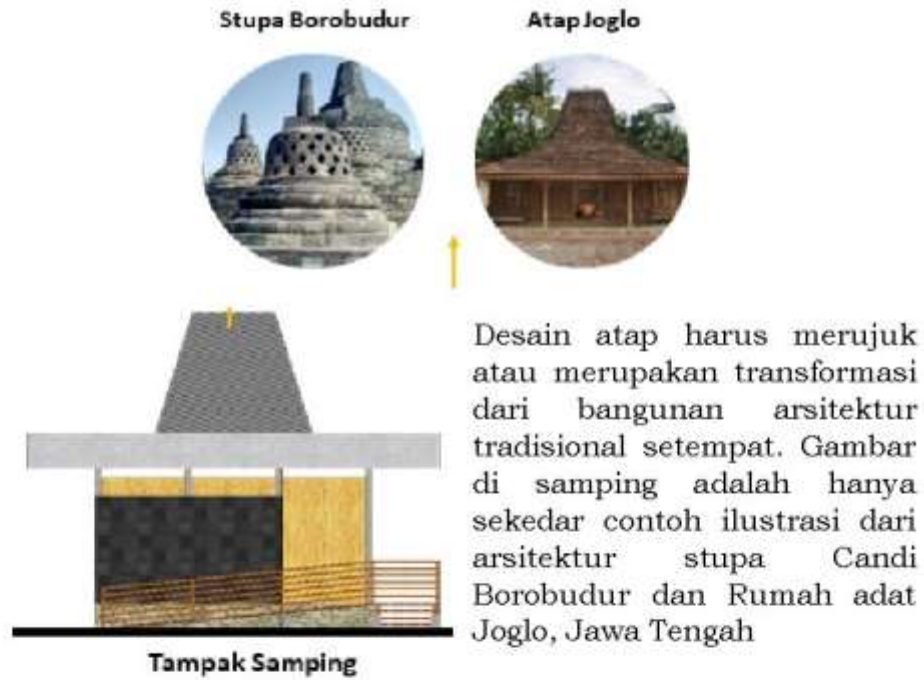 Stupa Borobudur
Atap Joglo
Desain atap harus merujuk
atau merupakan transformasi
dari bangunan arsitektur
tradisional setempat. Gambar
di samping adalah hanya
sekedar contoh ilustrasi dari
arsitektur stupa Candi
Borobudur dan Rumah adat
Joglo, Jawa Tengah
Tampak Samping